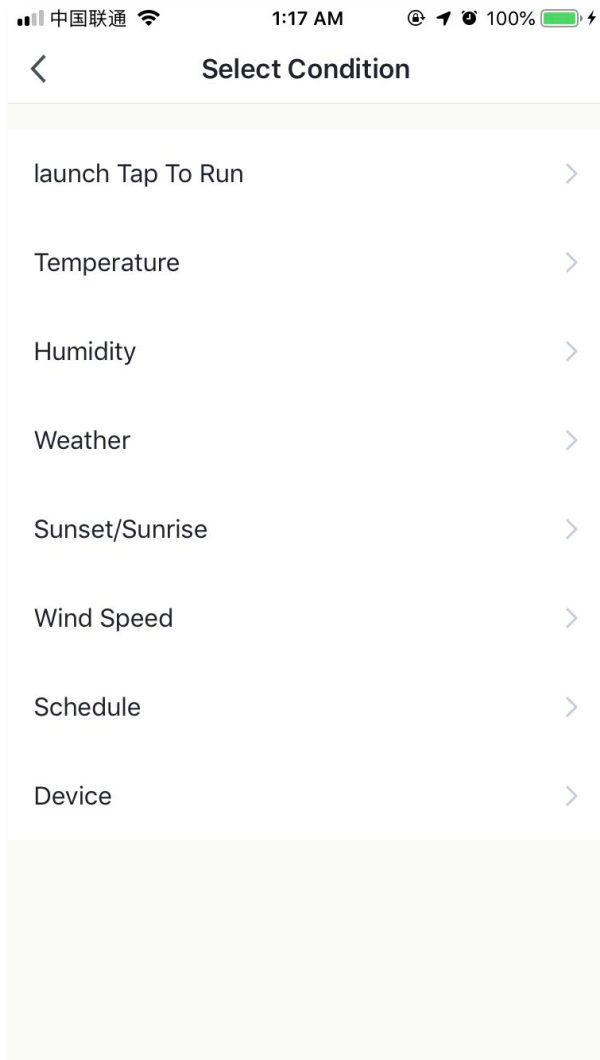 中国联通 1:17 AM 100%
Select Condition
launch Tap To Run
Temperature
Humidity
Weather
Sunset/Sunrise
Wind Speed
Schedule
Device